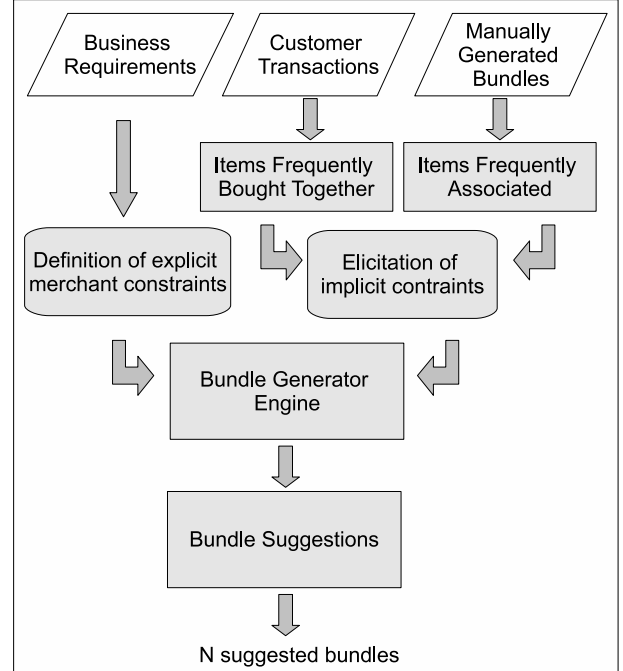 Business
Requirements
Customer
Transactions
Manually
Generated
Bundles
Items Frequently
Bought Together
Items Frequently
Associated
Definition of explicit
merchant constraints
Elicitation of
implicit contraints
Bundle Generator
Engine
Bundle Suggestions
N suggested bundles